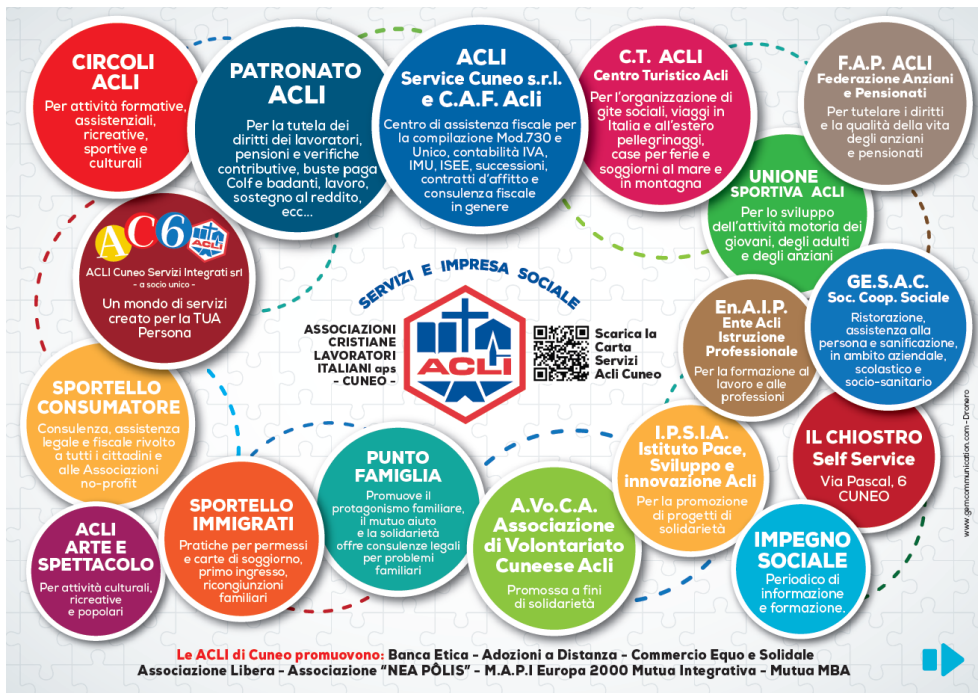 CIRCOLI
ACLI
Per attività formative,
assistenziali,
ricreative,
sportive e
culturali
PATRONATO
ACLI
Per la tutela dei
diritti dei lavoratori,
pensioni e verifiche
contributive, buste paga
Colf e badanti, lavoro,
sostegno al reddito,
ecc...
ACLI
Service Cuneo s.r.l.
e C.A.F. Acli
Centro di assistenza fiscale per
la compilazione Mod.730 e
Unico, contabilità IVA,
IMU, ISEE, successioni,
contratti d'affitto e
consulenza fiscale
in genere
C.T. ACLI
Centro Turistico Acli
Per l'organizzazione di
gite sociali, viaggi in
Italia e all'estero
pellegrinaggi,
case per ferie e
soggiorni al mare e
in montagna
F.A.P. ACLI
Federazione Anziani
e Pensionati
Per tutelare i diritti
e la qualità della vita
degli anziani
e pensionati
UNIONE
SPORTIVA ACLI
Per lo sviluppo
dell'attività motoria dei
giovani, degli adulti
e degli anziani
AC6 ACLI
ACLI Cuneo Servizi Integrati srl
- a socio unico -
Un mondo di servizi
creato per la TUA
Persona
SERVIZI E IMPRESA SOCIALE
ASSOCIAZIONI
CRISTIANE
LAVORATORI
ITALIANI aps
- CUNEO -
ACLI
Scarica la
Carta
Servizi
Acli Cuneo
En.A.I.P.
Ente Acli
Istruzione
Professionale
Per la formazione al
lavoro e alle
professioni
GE.S.A.C.
Soc. Coop. Sociale
Ristorazione,
assistenza alla
persona e sanificazione,
in ambito aziendale,
scolastico e
socio-sanitario
SPORTELLO
CONSUMATORE
Consulenza, assistenza
legale e fiscale rivolto
a tutti i cittadini e
alle Associazioni
no-profit
SPORTELLO
IMMIGRATI
Pratiche per permessi
e carte di soggiorno,
primo ingresso,
ricongiunzioni
familiari
PUNTO
FAMIGLIA
Promuove il
protagonismo familiare,
il mutuo aiuto
e la solidarietà
offre consulenze legali
per problemi
familiari
A.Vo.C.A.
Associazione
di Volontariato
Cuneese Acli
Promossa a fini
di solidarietà
I.P.S.I.A.
Istituto Pace,
Sviluppo e
innovazione Acli
Per la promozione
di progetti di
solidarietà
IL CHIOSTRO
Self Service
Via Pascal, 6
CUNEO
ACLI
ARTE E
SPETTACOLO
Per attività culturali,
ricreative
e popolari
IMPEGNO
SOCIALE
Periodico di
informazione
e formazione.
www.gemcommunication.com - Dronero
Le ACLI di Cuneo promuovono: Banca Etica - Adozioni a Distanza - Commercio Equo e Solidale
Associazione Libera - Associazione “NEA PÔLIS” - M.A.P.I Europa 2000 Mutua Integrativa - Mutua MBA